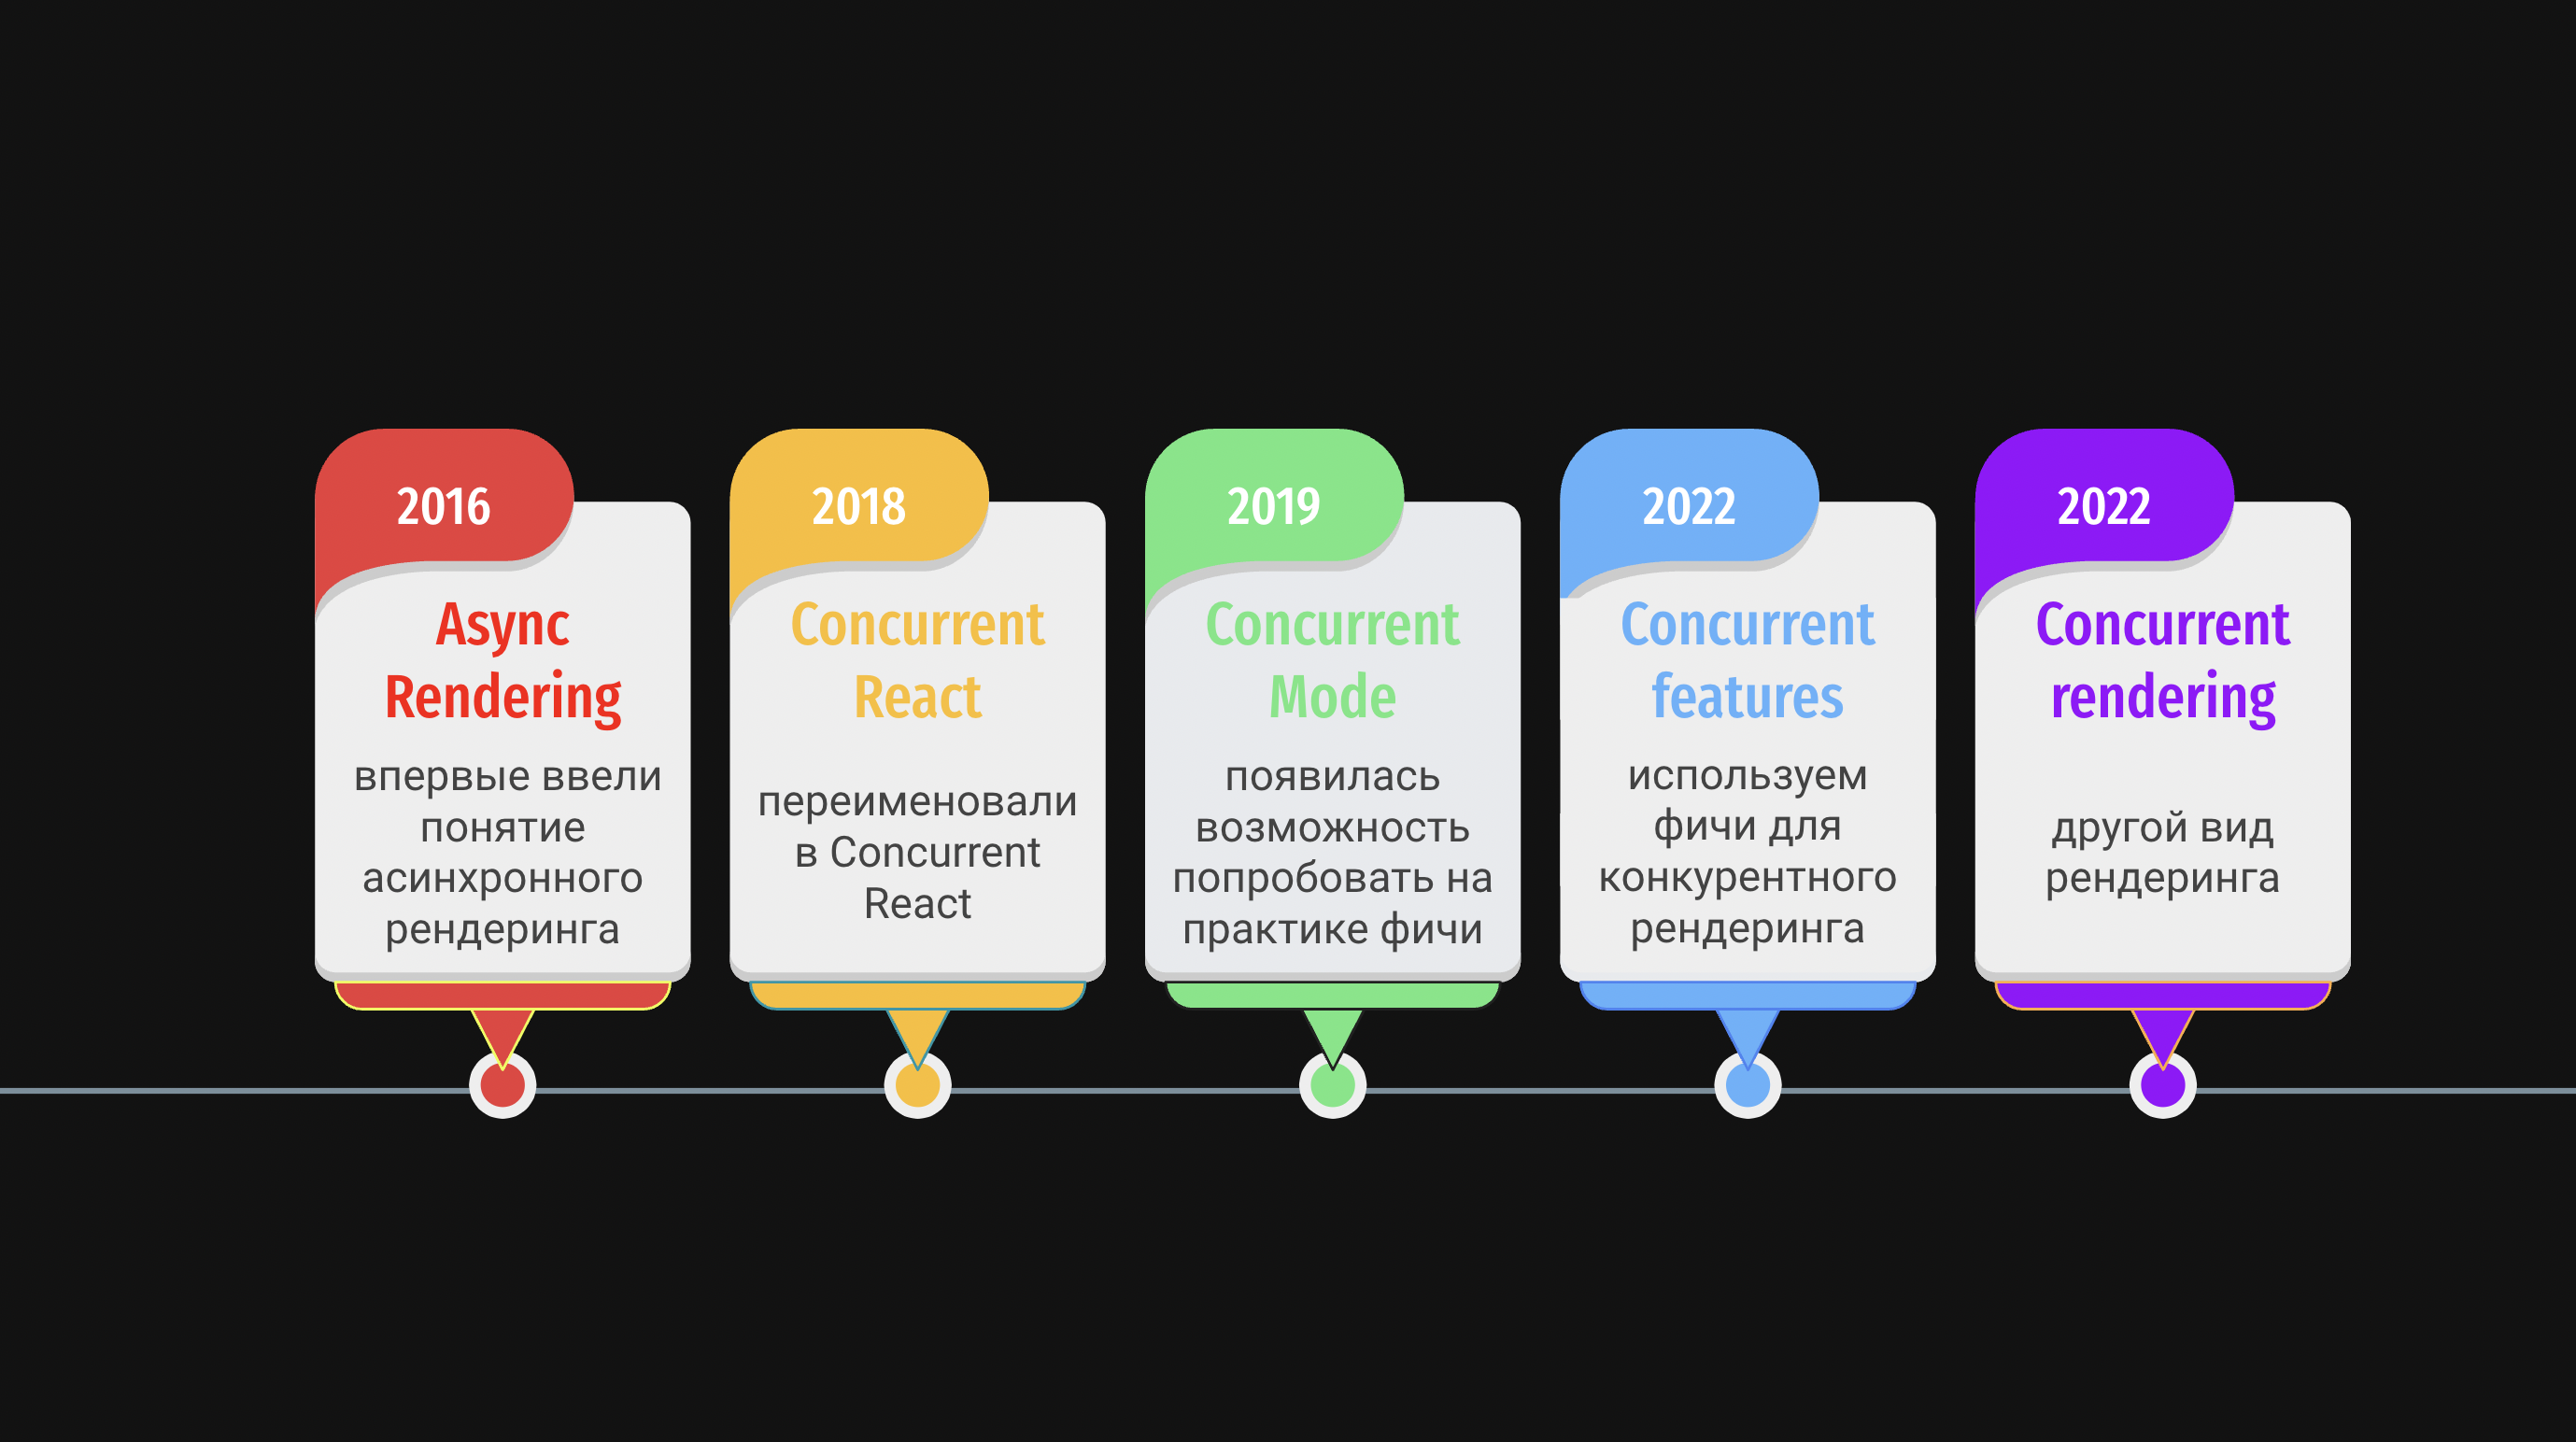 2016
Async
Rendering
впервые ввели
понятие
асинхронного
рендеринга
2018
Concurrent
React
переименовали
в Concurrent
React
2019
Concurrent
Mode
появилась
возможность
попробовать на
практике фичи
2022
Concurrent
features
используем
фичи для
конкурентного
рендеринга
2022
Concurrent
rendering
другой вид
рендеринга